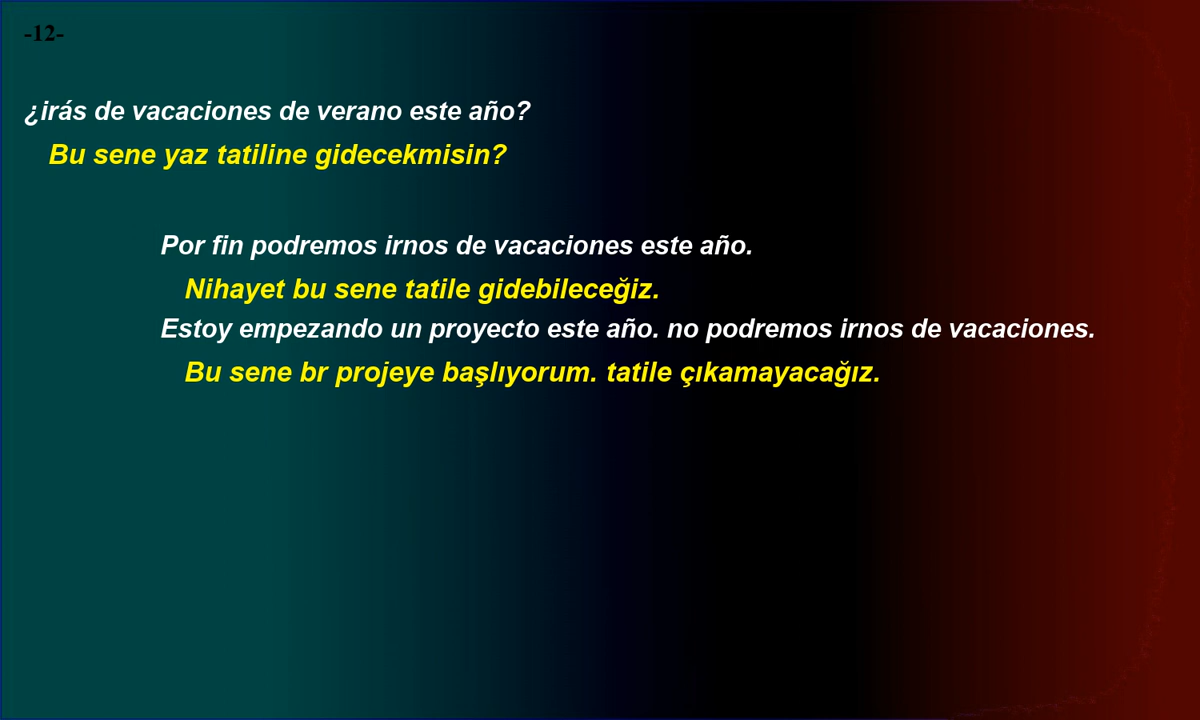 -12-
¿irás de vacaciones de verano este año?
Bu sene yaz tatiline gidecekmisin?
Por fin podremos irnos de vacaciones este año.
Nihayet bu sene tatile gidebileceğiz.
Estoy empezando un proyecto este año. no podremos irnos de vacaciones.
Bu sene br projeye başlıyorum. tatile çıkamayacağız.